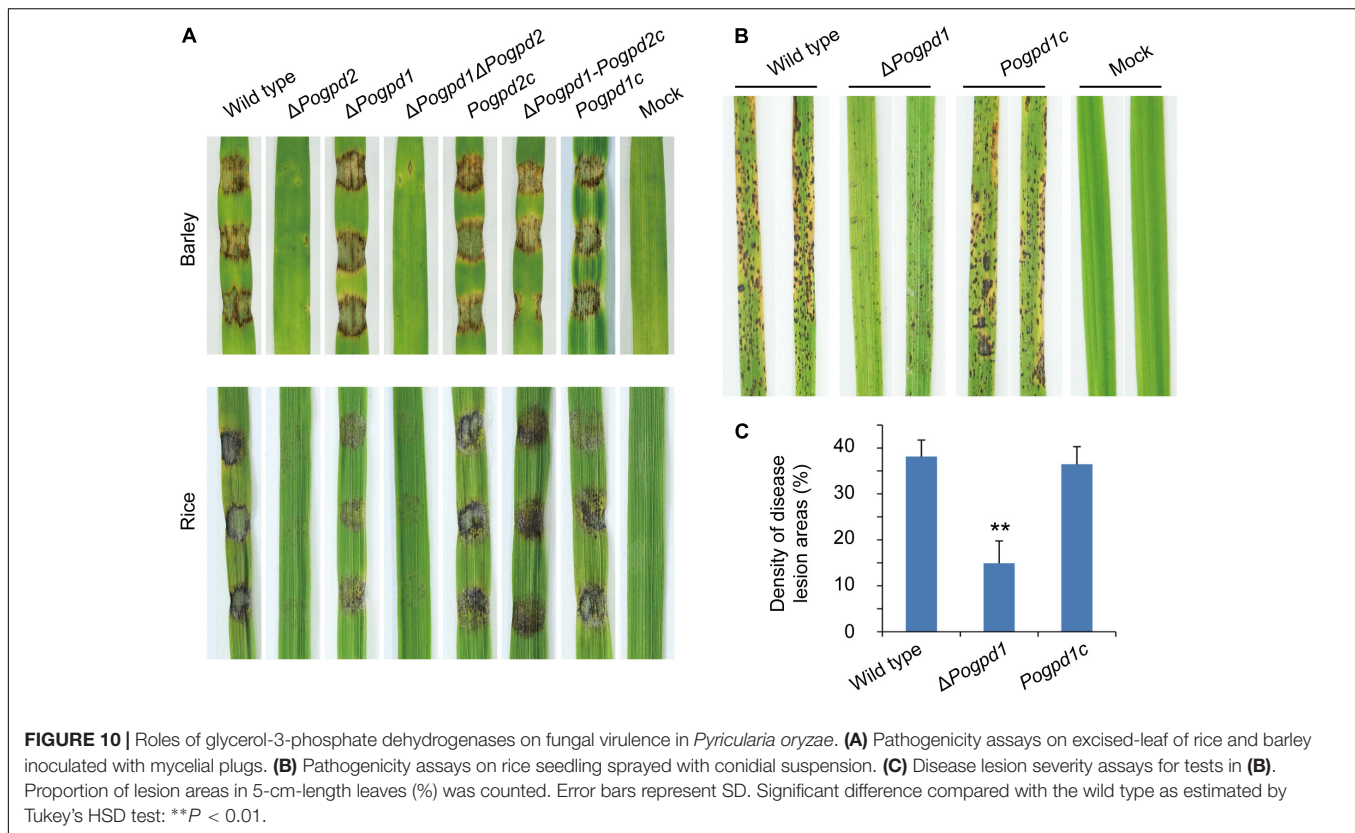 A
Wild type
ΔPogpd2
ΔPogpd1
ΔPogpd1ΔPogpd2
Pogpd2c
ΔPogpd1-Pogpd2c
Pogpd1c
Mock
Barley
Rice
B
Wild type
ΔPogpd1
Pogpd1c
Mock
C
Density of disease
lesion areas (%)
40
30
20
10
0
**
Wild type
ΔPogpd1
Pogpd1c
FIGURE 10 | Roles of glycerol-3-phosphate dehydrogenases on fungal virulence in Pyricularia oryzae. (A) Pathogenicity assays on excised-leaf of rice and barley
inoculated with mycelial plugs. (B) Pathogenicity assays on rice seedling sprayed with conidial suspension. (C) Disease lesion severity assays for tests in (B).
Proportion of lesion areas in 5-cm-length leaves (%) was counted. Error bars represent SD. Significant difference compared with the wild type as estimated by
Tukey's HSD test: **P < 0.01.